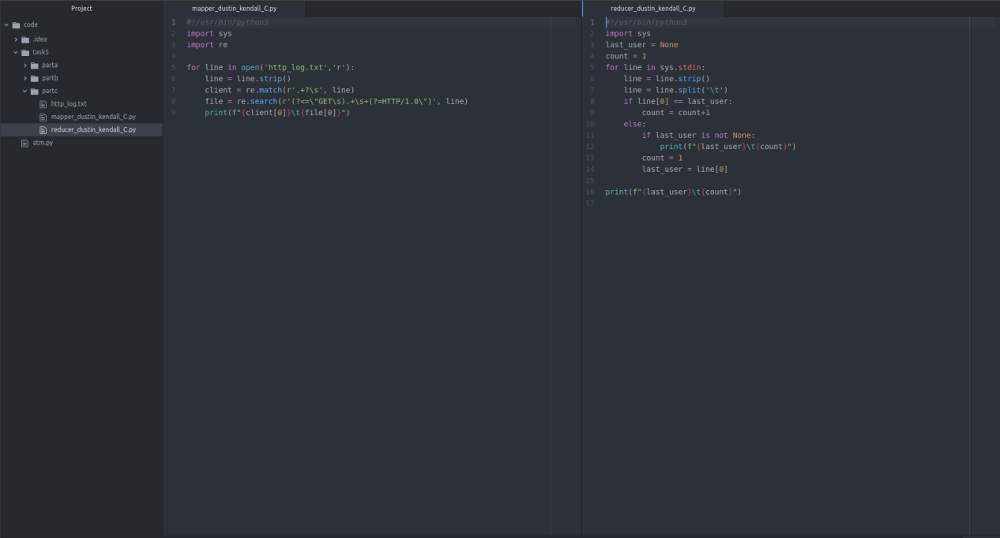 Project
code
.idea
task5
parta
partb
partc
http_log.txt
mapper_dustin_kendall_C.py
reducer_dustin_kendall_C.py
atm.py
mapper_dustin_kendall_C.py
1 #!/usr/bin/python3
2 import sys
3 import re
4
5 for line in open('http_log.txt','r'):
6     line = line.strip()
7     client = re.match(r'.+?\s', line)
8     file = re.search(r'(?<=\"GET\s).+\s+(?=HTTP/1.0\")', line)
9     print(f"{client[0]}\t{file[0]}")
reducer_dustin_kendall_C.py
1 #!/usr/bin/python3
2 import sys
3 last_user = None
4 count = 1
5 for line in sys.stdin:
6     line = line.strip()
7     line = line.split('\t')
8     if line[0] == last_user:
9         count = count+1
10     else:
11         if last_user is not None:
12             print(f"{last_user}\t{count}")
13         count = 1
14         last_user = line[0]
15
16 print(f"{last_user}\t{count}")
17